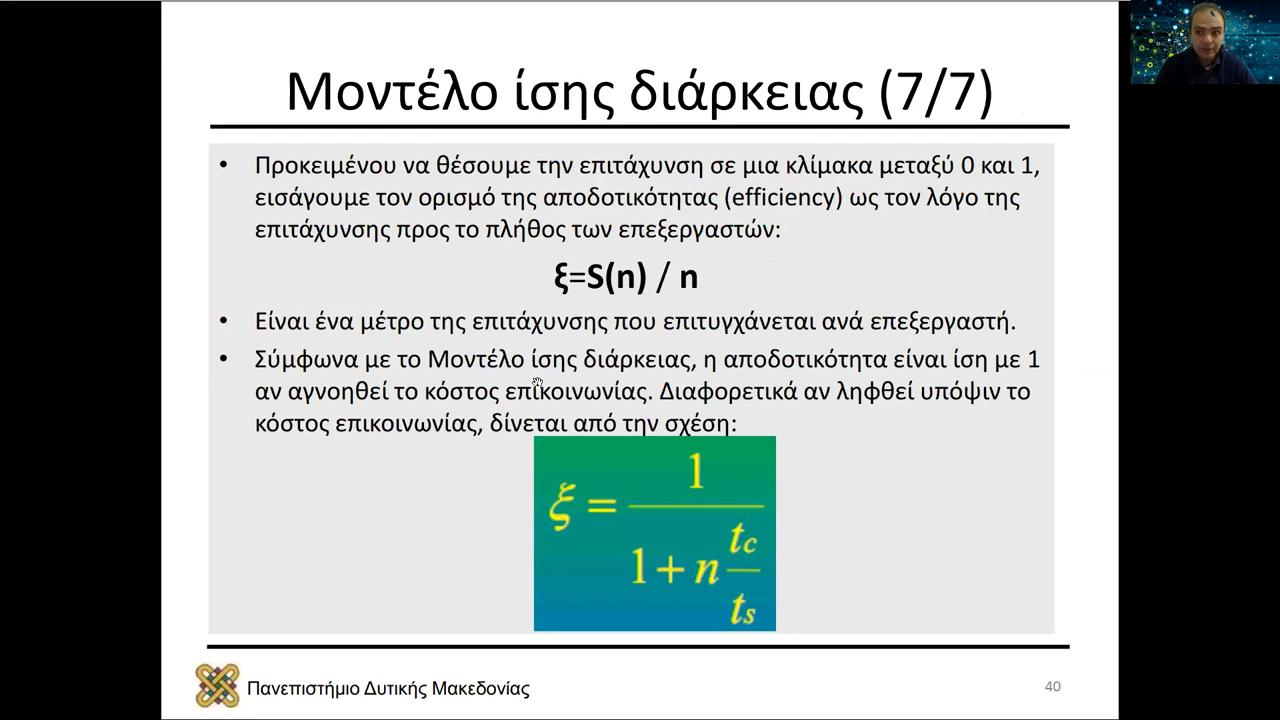 Μοντέλο ίσης διάρκειας (7/7)
• Προκειμένου να θέσουμε την επιτάχυνση σε μια κλίμακα μεταξύ 0 και 1,
εισάγουμε τον ορισμό της αποδοτικότητας (efficiency) ως τον λόγο της
επιτάχυνσης προς το πλήθος των επεξεργαστών:
ξ=S(n) / n
• Είναι ένα μέτρο της επιτάχυνσης που επιτυγχάνεται ανά επεξεργαστή.
• Σύμφωνα με το Μοντέλο ίσης διάρκειας, η αποδοτικότητα είναι ίση με 1
αν αγνοηθεί το κόστος επικοινωνίας. Διαφορετικά αν ληφθεί υπόψιν το
κόστος επικοινωνίας, δίνεται από την σχέση:
1
ξ =
tc
1 + n
ts
Πανεπιστήμιο Δυτικής Μακεδονίας
40